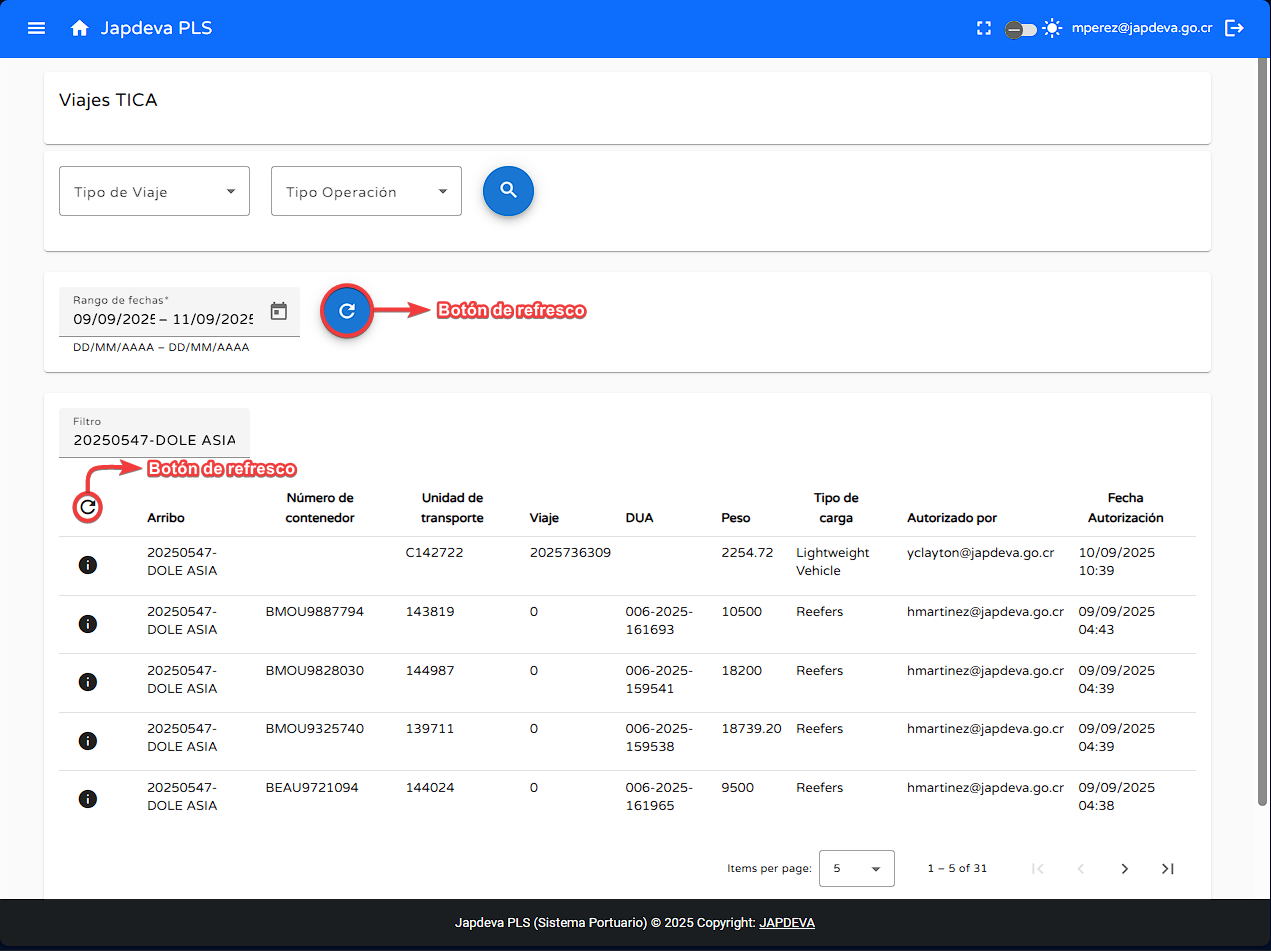 Japdeva PLS
mperez@japdeva.go.cr
Viajes TICA
Tipo de Viaje
Tipo Operación
Rango de fechas*
09/09/2025 – 11/09/2025
DD/MM/AAAA – DD/MM/AAAA
Botón de refresco
Filtro
20250547-DOLE ASIA
Botón de refresco
Arribo Número de contenedor Unidad de transporte Viaje DUA Peso Tipo de carga Autorizado por Fecha Autorización
20250547-DOLE ASIA C142722 2025736309 2254.72 Lightweight Vehicle yclayton@japdeva.go.cr 10/09/2025 10:39
20250547-DOLE ASIA BMOU9887794 143819 0 006-2025-161693 10500 Reefers hmartinez@japdeva.go.cr 09/09/2025 04:43
20250547-DOLE ASIA BMOU9828030 144987 0 006-2025-159541 18200 Reefers hmartinez@japdeva.go.cr 09/09/2025 04:39
20250547-DOLE ASIA BMOU9325740 139711 0 006-2025-159538 18739.20 Reefers hmartinez@japdeva.go.cr 09/09/2025 04:39
20250547-DOLE ASIA BEAU9721094 144024 0 006-2025-161965 9500 Reefers hmartinez@japdeva.go.cr 09/09/2025 04:38
Items per page: 5 1 – 5 of 31
Japdeva PLS (Sistema Portuario) © 2025 Copyright: JAPDEVA